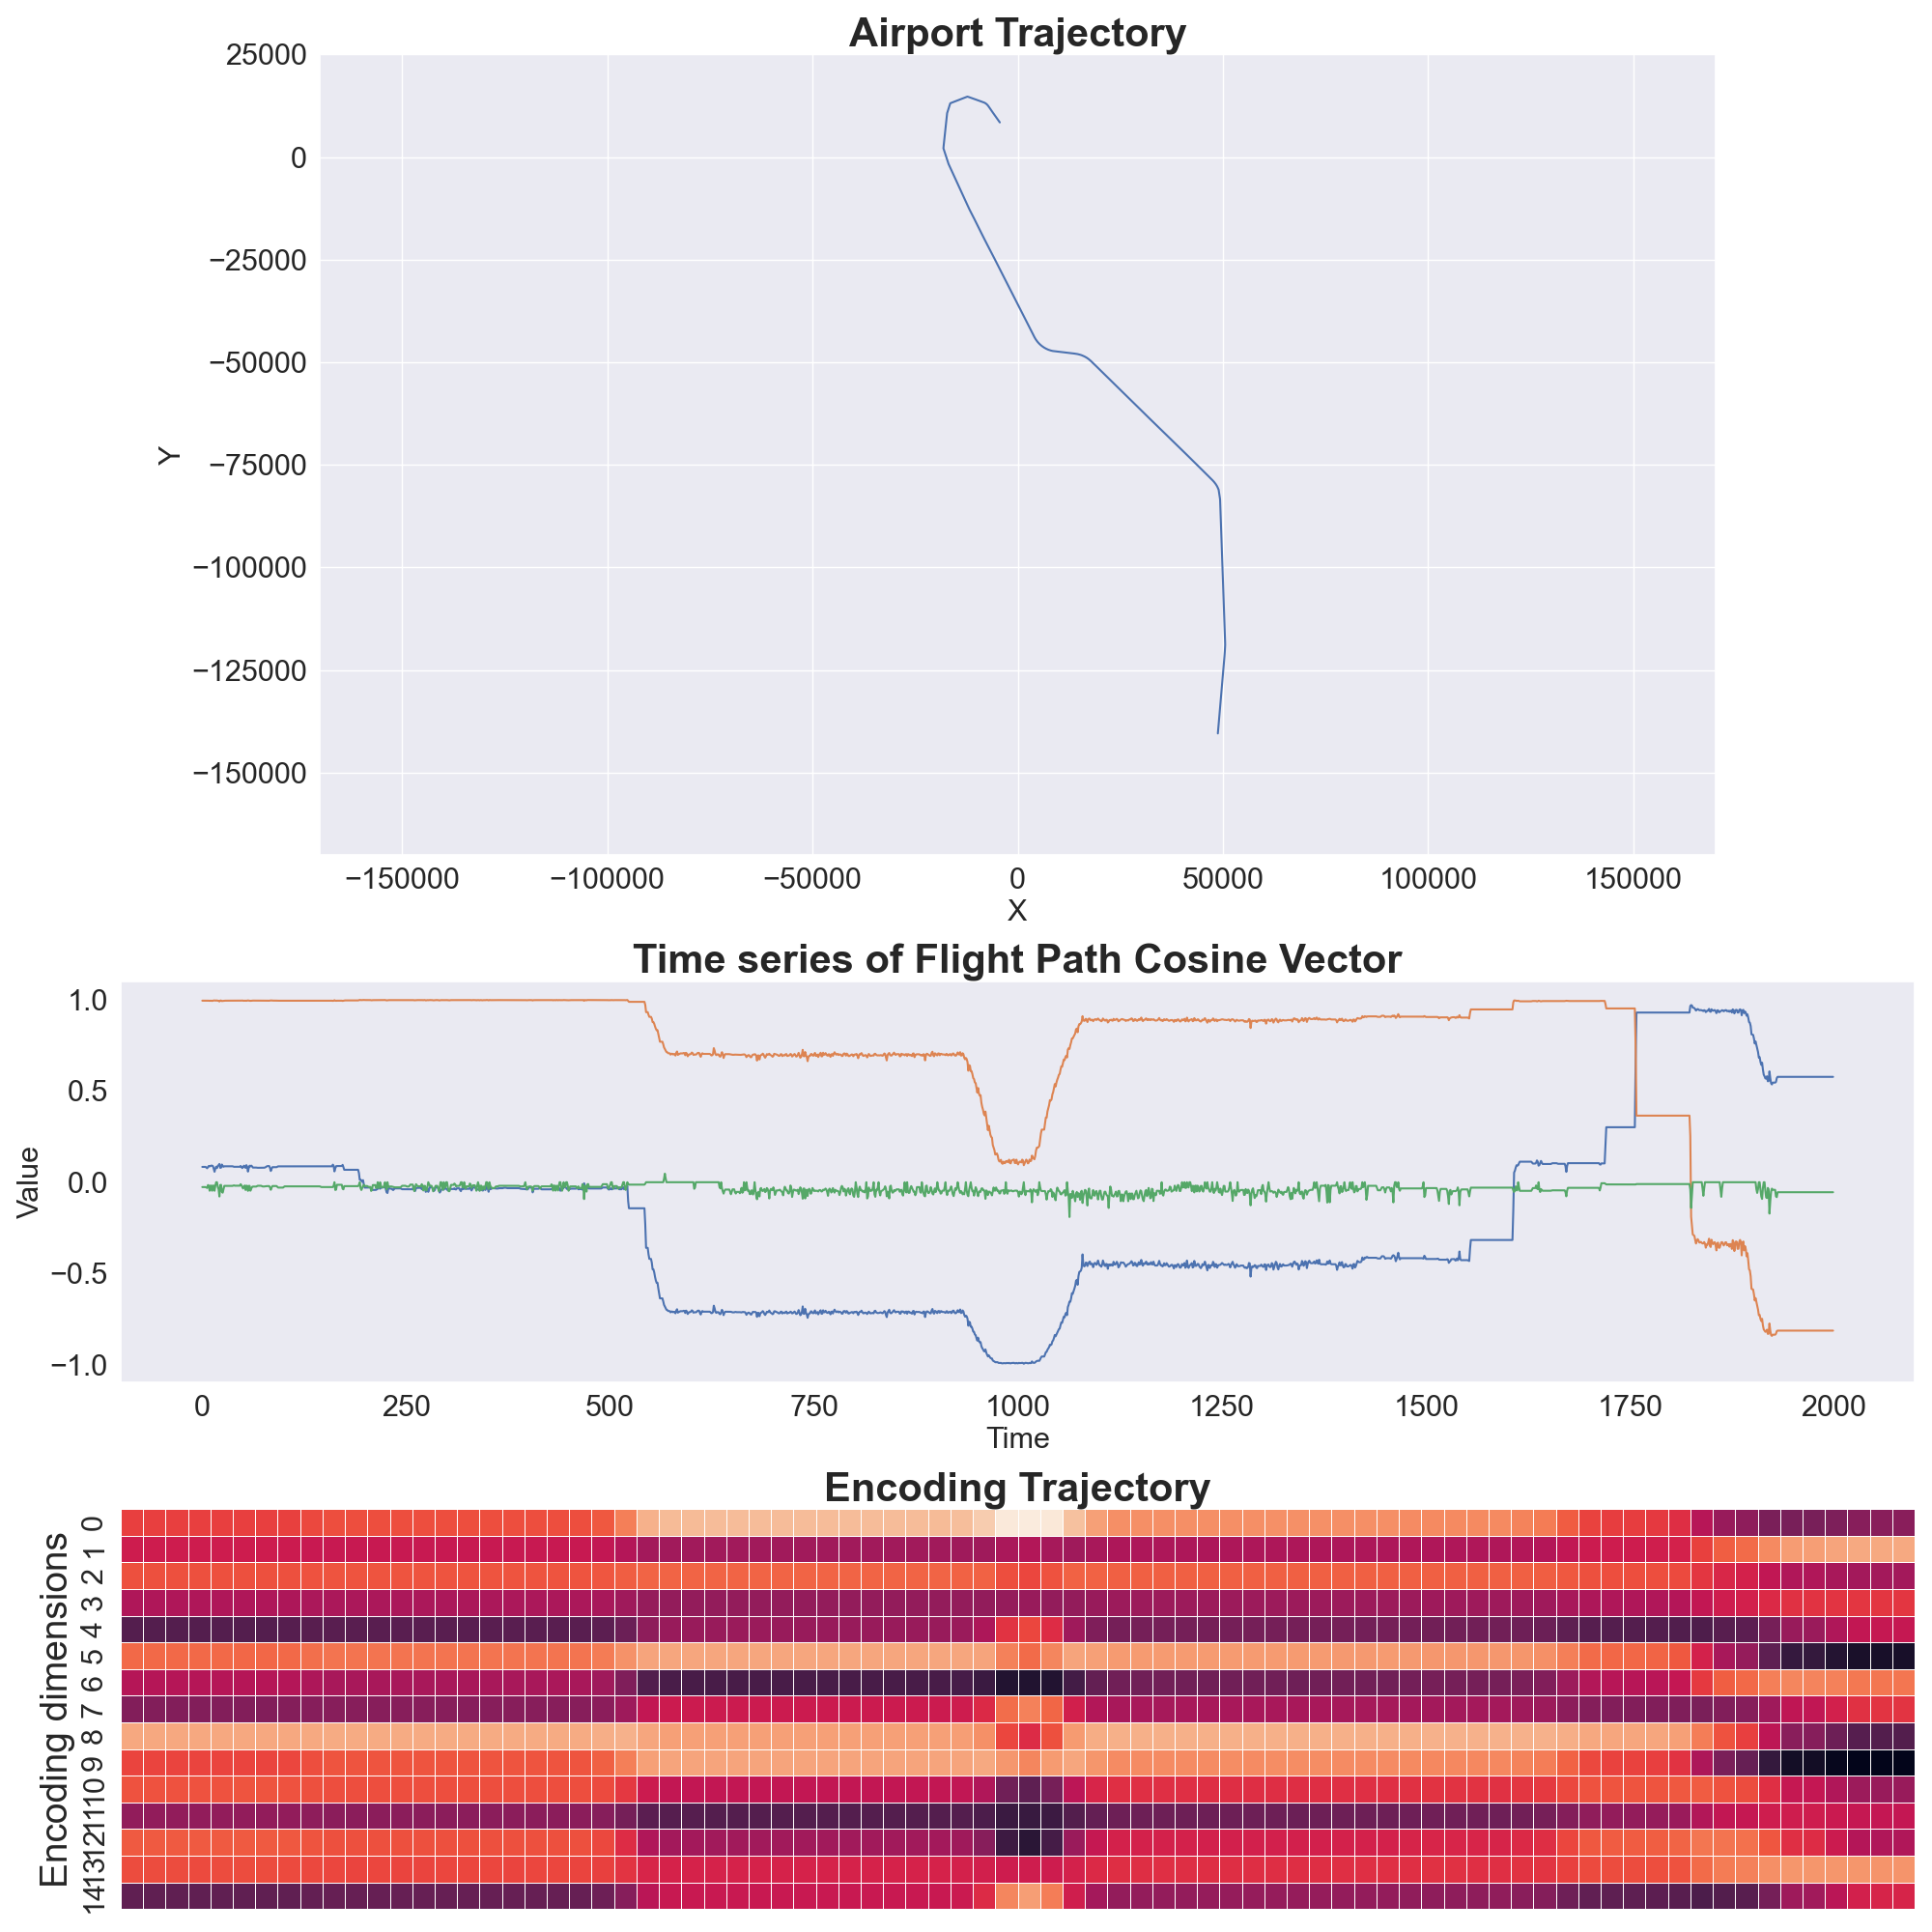 Airport Trajectory
25000
0
−25000
−50000
−75000
−100000
−125000
−150000
Y
−150000 −100000 −50000 0 50000 100000 150000
X
Time series of Flight Path Cosine Vector
1.0
0.5
0.0
−0.5
−1.0
Value
0 250 500 750 1000 1250 1500 1750 2000
Time
Encoding Trajectory
Encoding dimensions
0
1
2
3
4
5
6
7
8
9
10
11
12
13
14